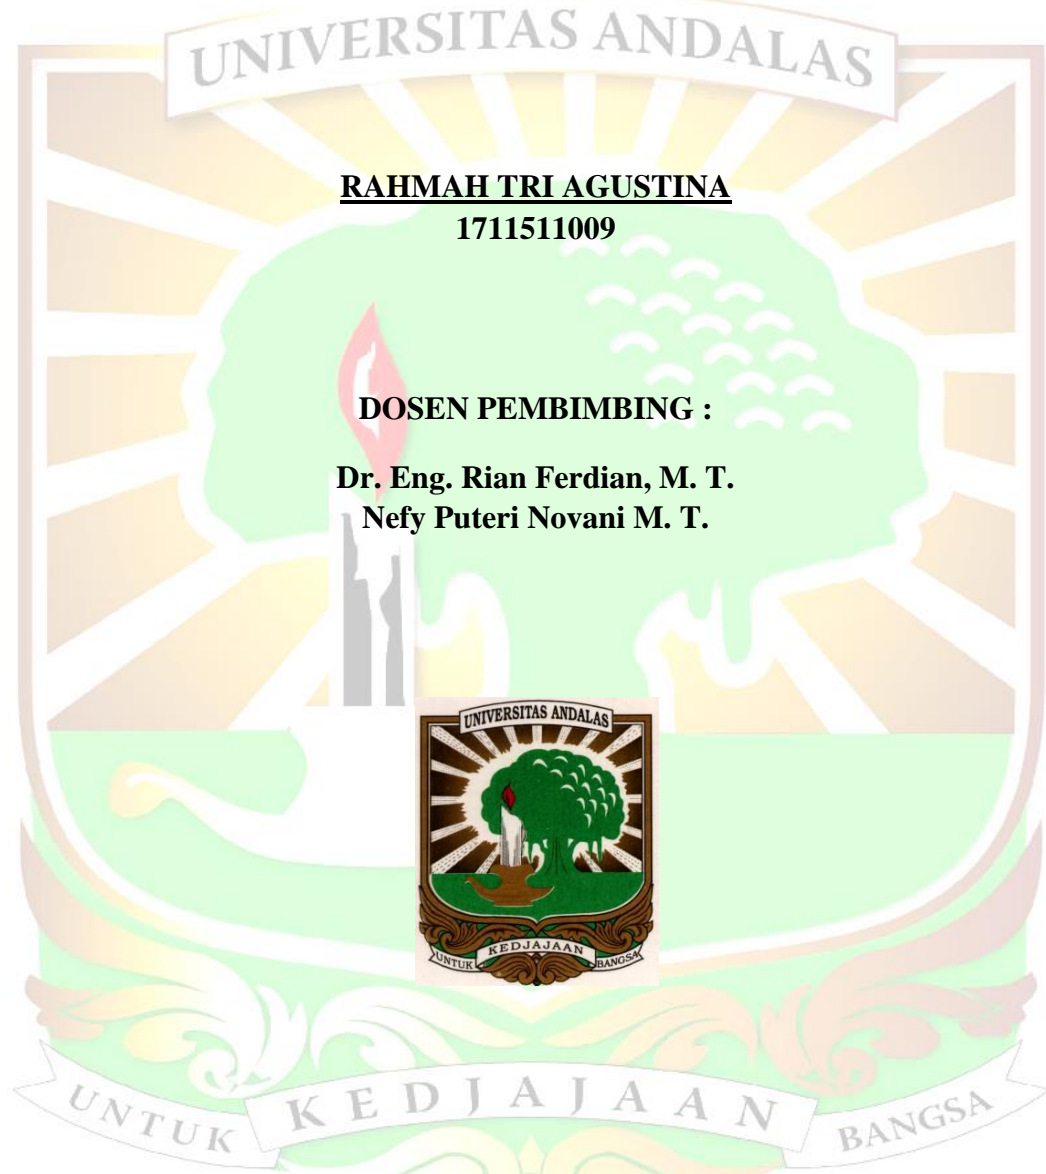 UNIVERSITAS ANDALAS
RAHMAH TRI AGUSTINA
1711511009
DOSEN PEMBIMBING :
Dr. Eng. Rian Ferdian, M. T.
Nefy Puteri Novani M. T.
UNIVERSITAS ANDALAS
UNTUK KEDJAJAAN BANGSA
UNTUK KEDJAJAAN BANGSA